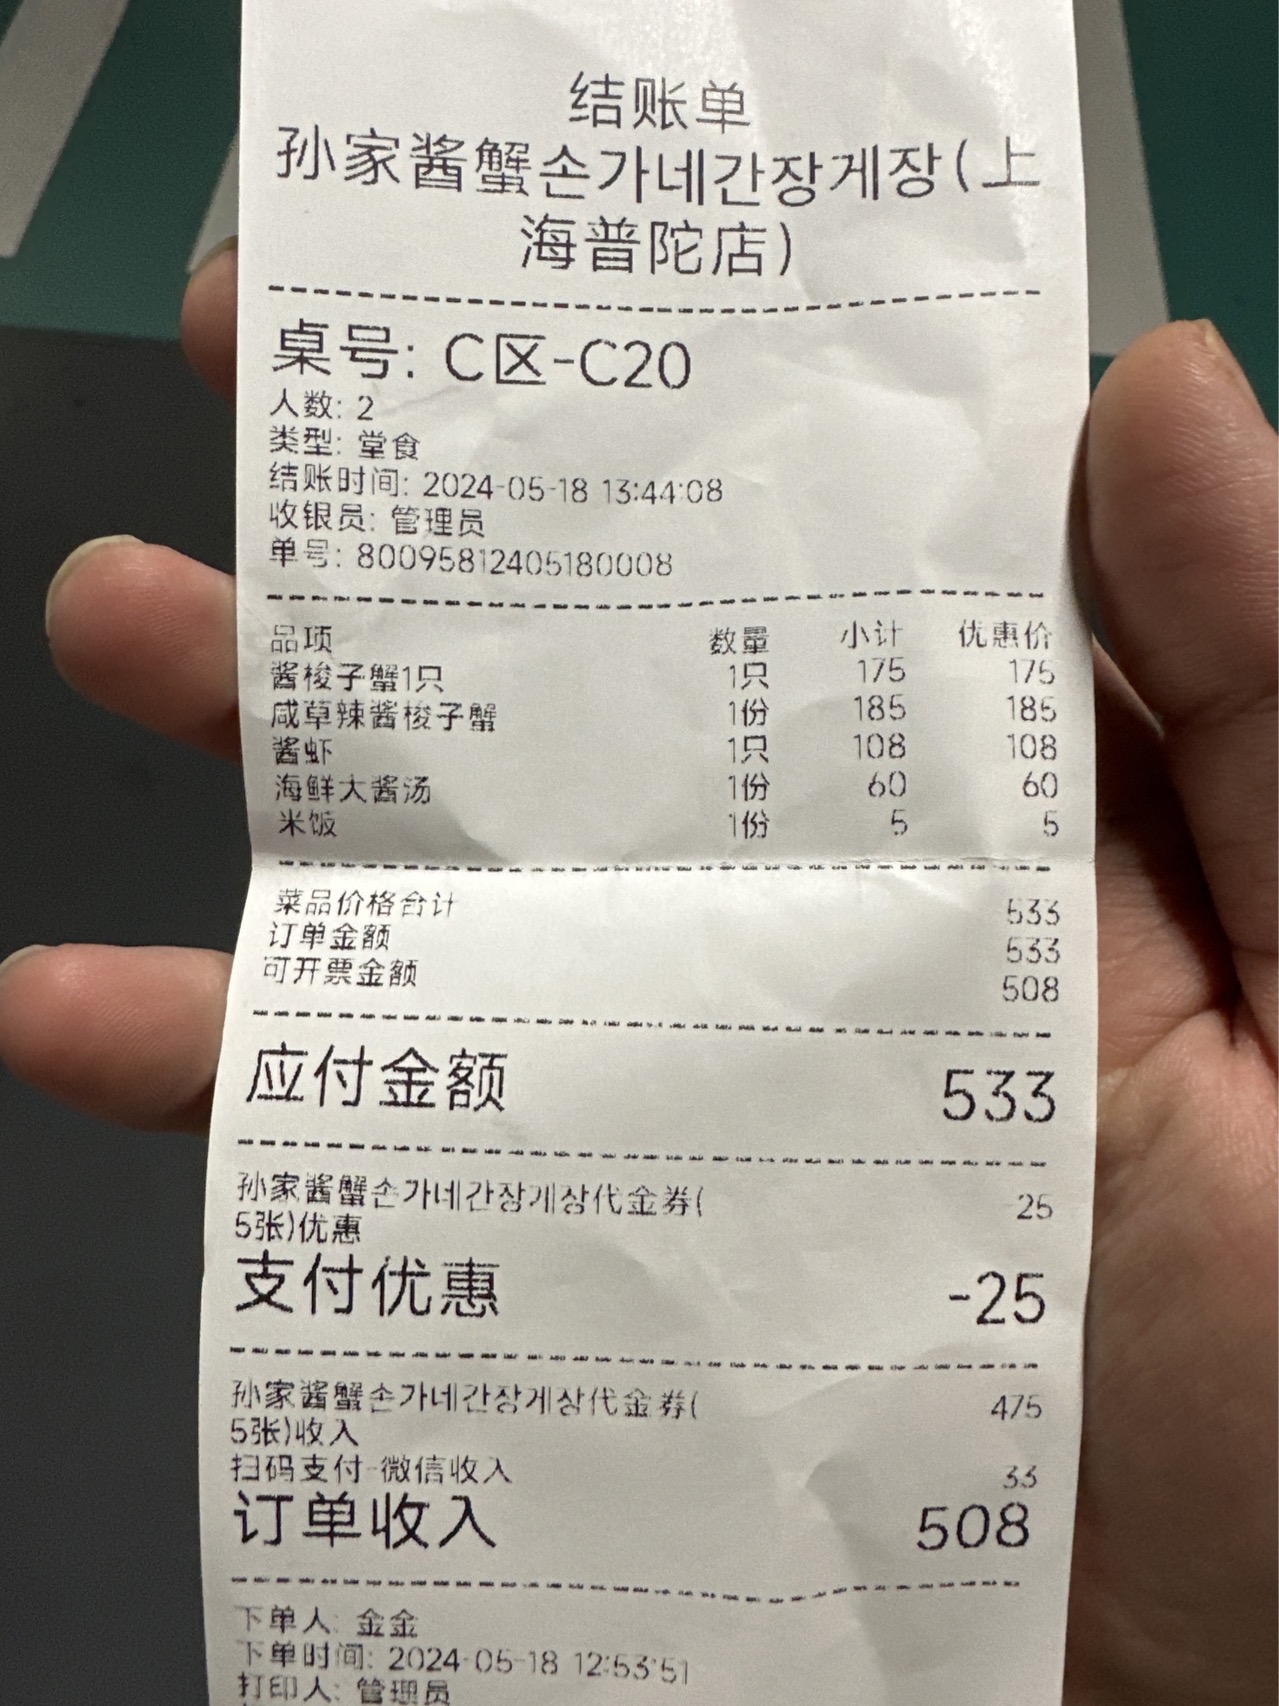 结账单
孙家酱蟹손가네간장게장(上
海普陀店)
桌号: C区-C20
人数: 2
类型: 堂食
结账时间: 2024-05-18 13:44:08
收银员: 管理员
单号: 80095812405180008
品项 数量 小计 优惠价
酱梭子蟹1只 1只 175 175
咸草辣酱梭子蟹 1份 185 185
酱虾 1只 108 108
海鲜大酱汤 1份 60 60
米饭 1份 5 5
菜品价格合计 533
订单金额 533
可开票金额 508
应付金额 533
孙家酱蟹손가네간장게장代金券( 25
5张)优惠
支付优惠 -25
孙家酱蟹손가네간장게장代金券( 475
5张)收入
扫码支付-微信收入 33
订单收入 508
下单人: 金金
下单时间: 2024-05-18 12:53:51
打印人: 管理员